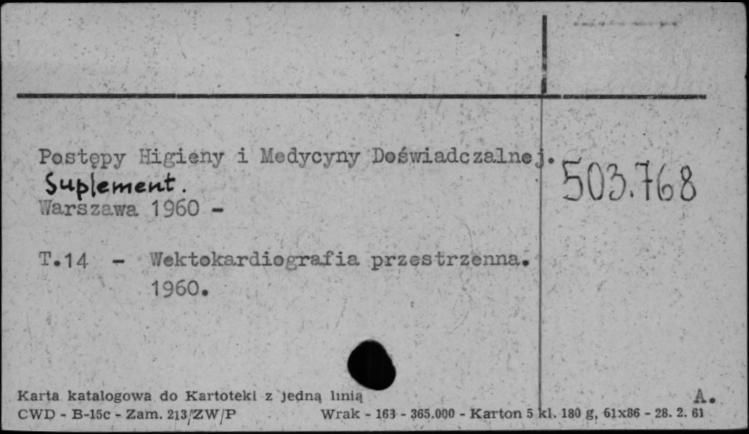 Postępy Higieny i Medycyny Doświadczalnej.
503.768
Suplement.
Warszawa 1960 -
T.14 - Wektokardiografia przestrzenna.
1960.
Karta katalogowa do Kartoteki z jedną linią
A.
CWD - B-15c - Zam. 213/ZW/P Wrak - 163 - 365.000 - Karton 5 kl. 180 g, 61x86 - 28. 2. 61